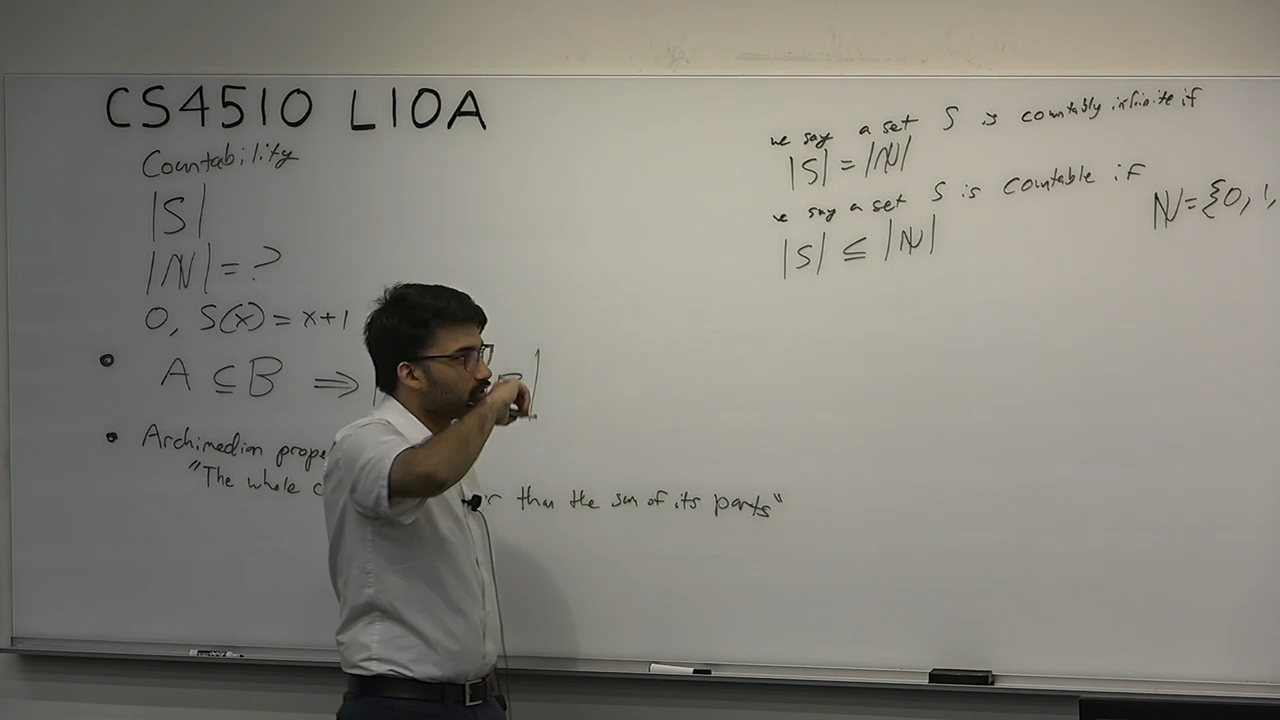 CS4510 L10A
Countability
|S|
|ℕ| = ?
0, S(x) = x+1
• A ⊆ B ⇒ |
• Archimedian prope
"The whole c r than the sum of its parts"
we say a set S is countably infinite if
|S| = |ℕ|
we say a set S is countable if
|S| ≤ |ℕ|
ℕ = {0, 1,